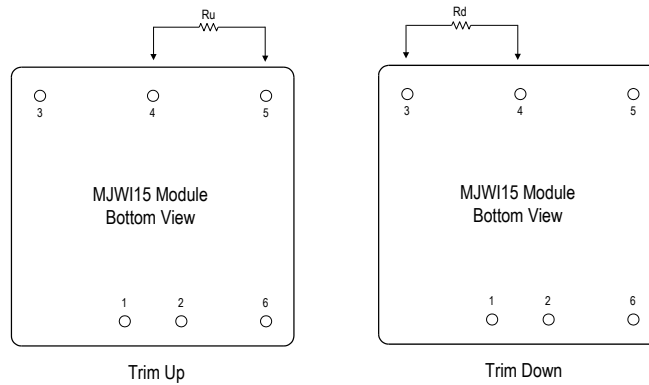 Ru
3 4 5
MJWI15 Module
Bottom View
1 2 6
Trim Up
Rd
3 4 5
MJWI15 Module
Bottom View
1 2 6
Trim Down